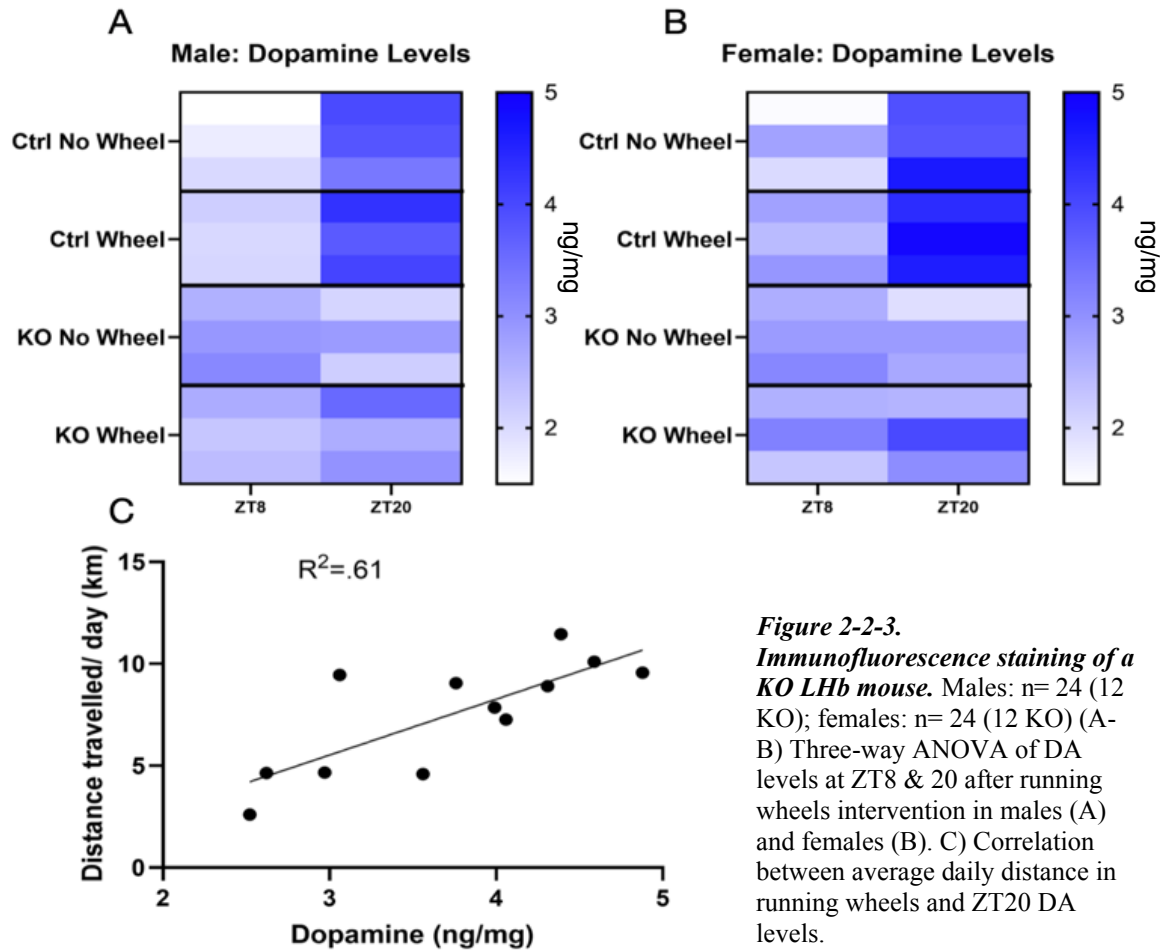 A
Male: Dopamine Levels
Ctrl No Wheel
Ctrl Wheel
KO No Wheel
KO Wheel
ZT8 ZT20
5
4
3
2
ng/mg
B
Female: Dopamine Levels
Ctrl No Wheel
Ctrl Wheel
KO No Wheel
KO Wheel
ZT8 ZT20
5
4
3
2
ng/mg
C
R²=.61
Distance travelled/ day (km)
15
10
5
0
2 3 4 5
Dopamine (ng/mg)
Figure 2-2-3.
Immunofluorescence staining of a
KO LHb mouse. Males: n= 24 (12
KO); females: n= 24 (12 KO) (A-
B) Three-way ANOVA of DA
levels at ZT8 & 20 after running
wheels intervention in males (A)
and females (B). C) Correlation
between average daily distance in
running wheels and ZT20 DA
levels.